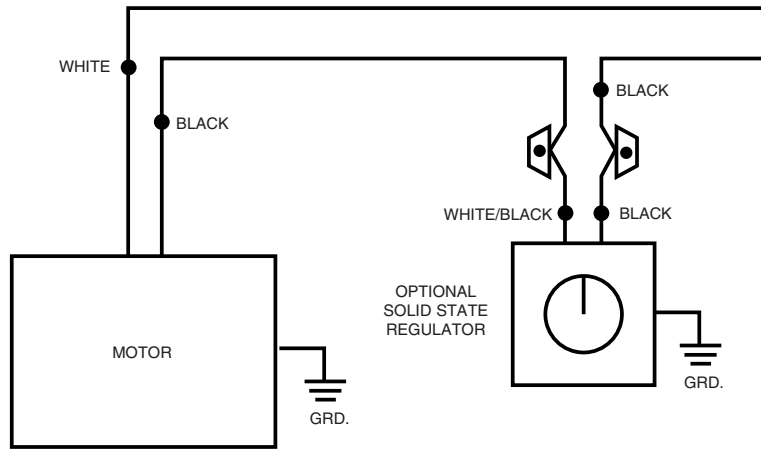 WHITE
BLACK
BLACK
WHITE/BLACK
BLACK
OPTIONAL
SOLID STATE
REGULATOR
MOTOR
GRD.
GRD.